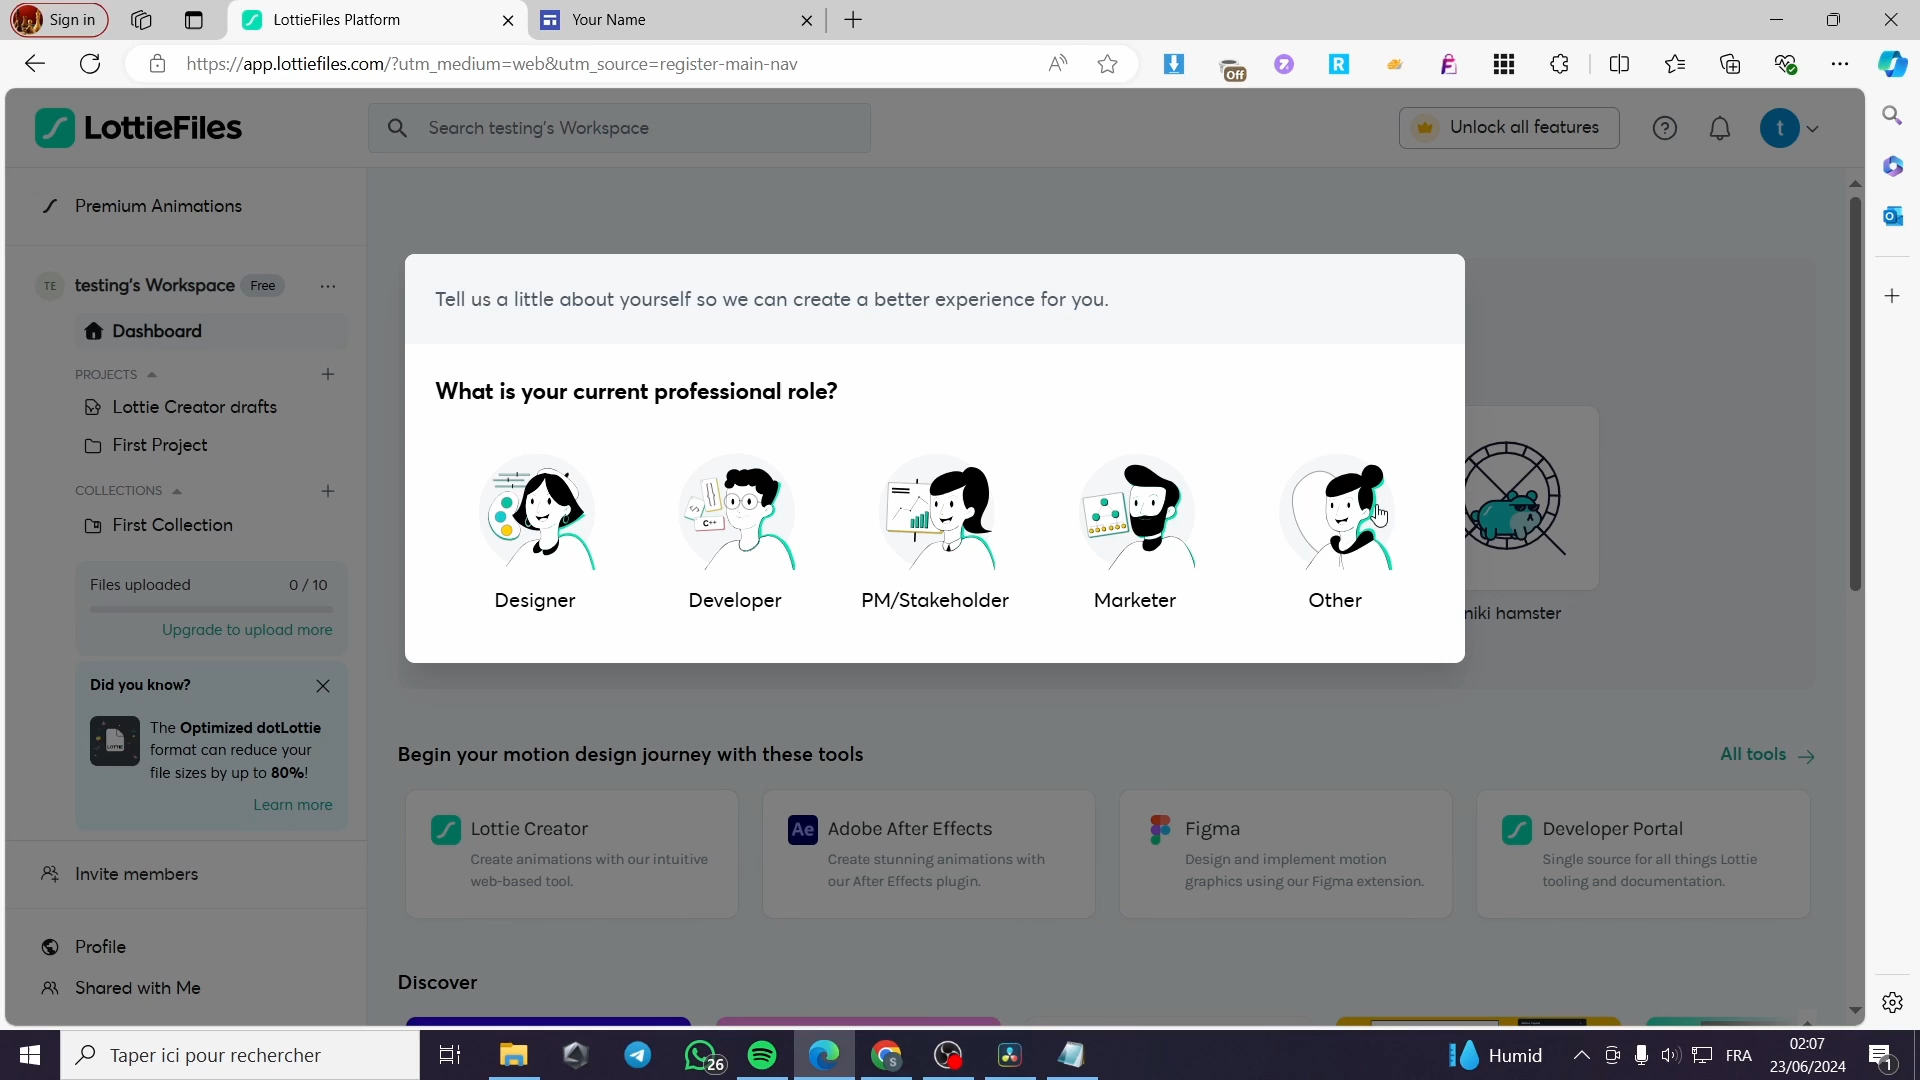 Sign in
LottieFiles Platform
Your Name
https://app.lottiefiles.com/?utm_medium=web&utm_source=register-main-nav
Off
LottieFiles
Search testing's Workspace
Unlock all features
t
Premium Animations
TE testing's Workspace Free
Dashboard
PROJECTS
Lottie Creator drafts
First Project
COLLECTIONS
First Collection
Files uploaded 0 / 10
Upgrade to upload more
Did you know?
The Optimized dotLottie
format can reduce your
file sizes by up to 80%!
Learn more
Invite members
Profile
Shared with Me
Tell us a little about yourself so we can create a better experience for you.
What is your current professional role?
C++
Designer
Developer
PM/Stakeholder
Marketer
Other
niki hamster
Begin your motion design journey with these tools
All tools
Lottie Creator
Create animations with our intuitive
web-based tool.
Ae Adobe After Effects
Create stunning animations with
our After Effects plugin.
Figma
Design and implement motion
graphics using our Figma extension.
Developer Portal
Single source for all things Lottie
tooling and documentation.
Discover
Taper ici pour rechercher
26
Humid
FRA
02:07
23/06/2024
1